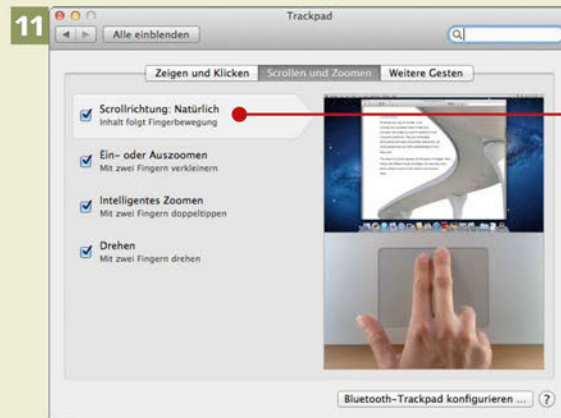 11
Trackpad
Alle einblenden
Zeigen und Klicken Scrollen und Zoomen Weitere Gesten
Scrollrichtung: Natürlich
Inhalt folgt Fingerbewegung
Ein- oder Auszoomen
Mit zwei Fingern verkleinern
Intelligentes Zoomen
Mit zwei Fingern doppeltippen
Drehen
Mit zwei Fingern drehen
Bluetooth-Trackpad konfigurieren ... ?